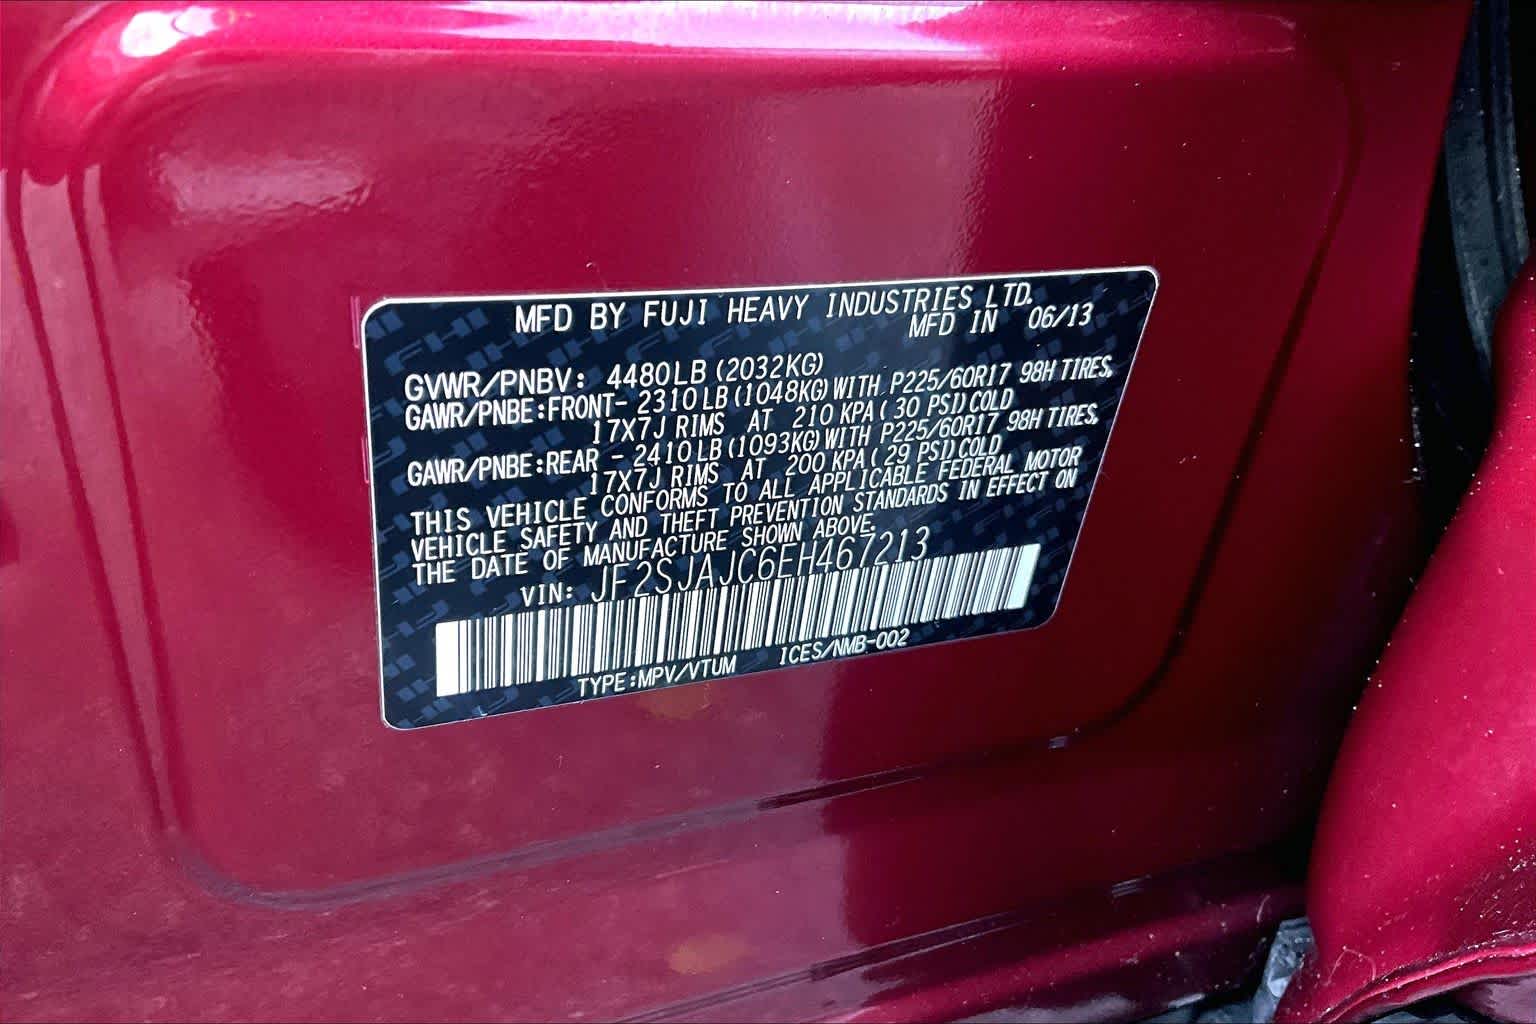 MFD BY FUJI HEAVY INDUSTRIES LTD.
MFD IN 06/13
GVWR/PNBV: 4480LB (2032KG)
GAWR/PNBE:FRONT- 2310LB (1048KG) WITH P225/60R17 98H TIRES,
17X7J RIMS AT 210 KPA ( 30 PSI) COLD
GAWR/PNBE:REAR - 2410LB (1093KG) WITH P225/60R17 98H TIRES,
17X7J RIMS AT 200 KPA ( 29 PSI) COLD
THIS VEHICLE CONFORMS TO ALL APPLICABLE FEDERAL MOTOR
VEHICLE SAFETY AND THEFT PREVENTION STANDARDS IN EFFECT ON
THE DATE OF MANUFACTURE SHOWN ABOVE.
VIN: JF2SJAJC6EH467213
TYPE:MPV/VTUM ICES/NMB-002